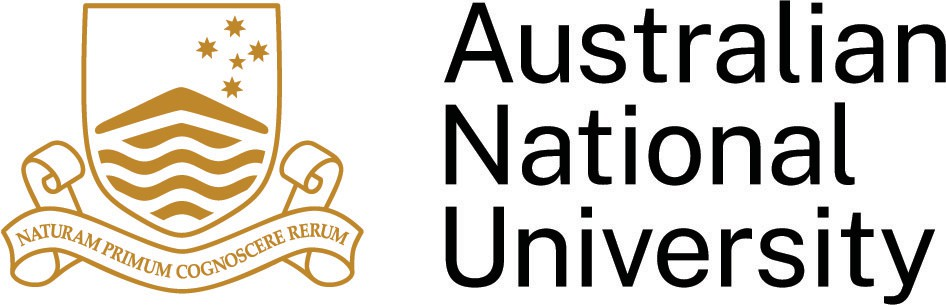 Australian
National
University
NATURAM PRIMUM COGNOSCERE RERUM